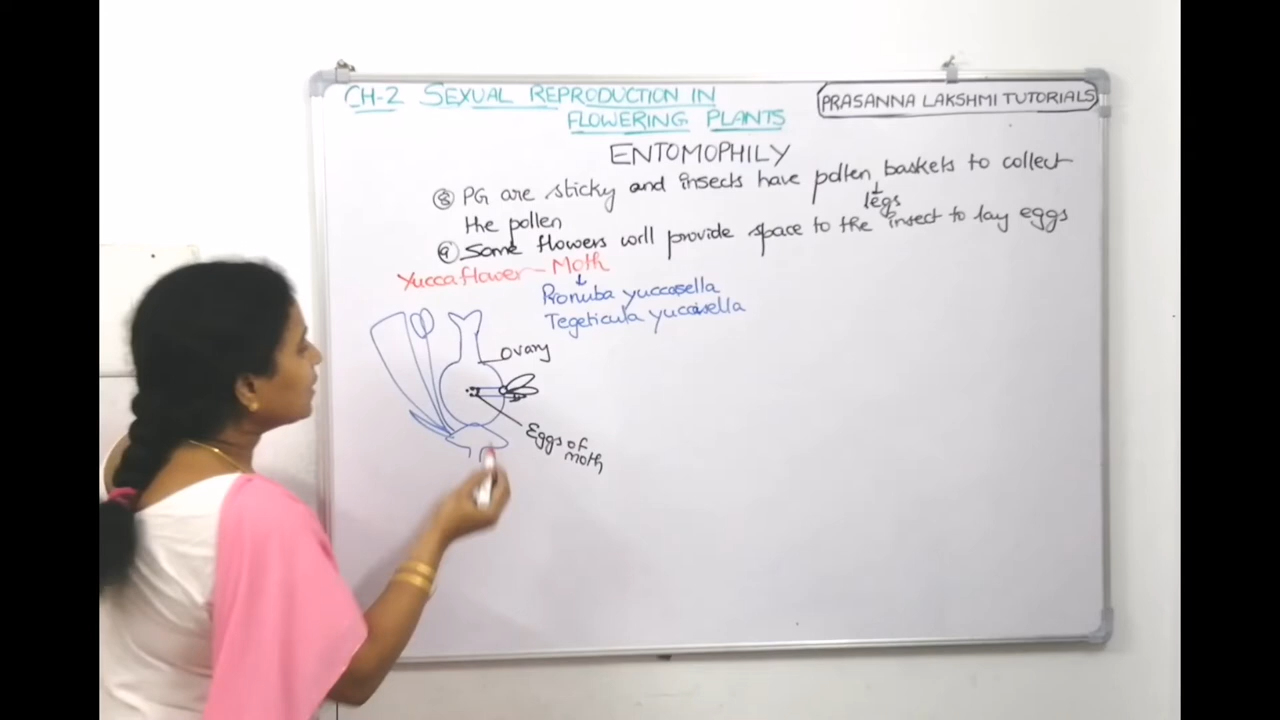 CH-2 SEXUAL REPRODUCTION IN
FLOWERING PLANTS
PRASANNA LAKSHMI TUTORIALS
ENTOMOPHILY
⑧ PG are sticky and insects have pollen baskets to collect
legs
the pollen
⑨ Some flowers will provide space to the insect to lay eggs
Yucca flower - Moth
Pronuba yuccasella
Tegeticula yuccasella
Ovary
Eggs of
moth